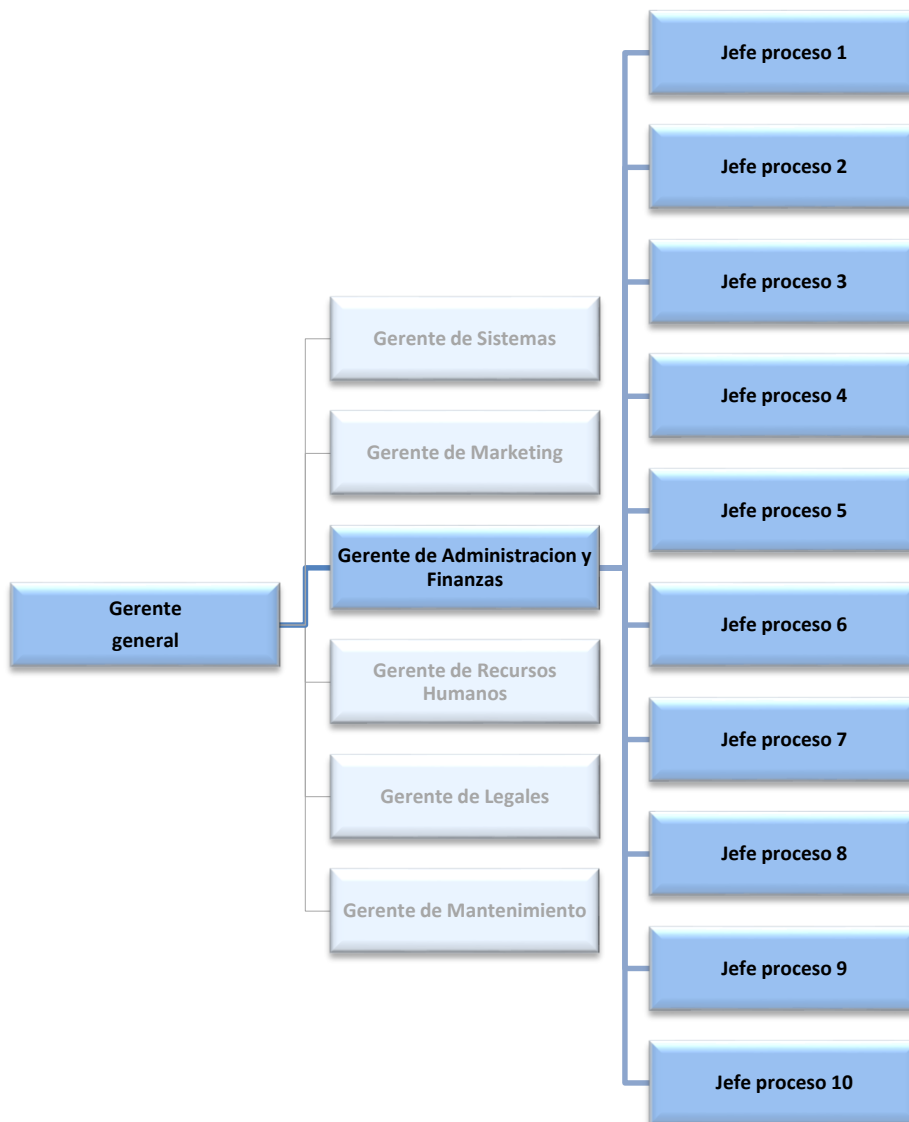 Gerente
general
Gerente de Sistemas
Gerente de Marketing
Gerente de Administracion y
Finanzas
Gerente de Recursos
Humanos
Gerente de Legales
Gerente de Mantenimiento
Jefe proceso 1
Jefe proceso 2
Jefe proceso 3
Jefe proceso 4
Jefe proceso 5
Jefe proceso 6
Jefe proceso 7
Jefe proceso 8
Jefe proceso 9
Jefe proceso 10